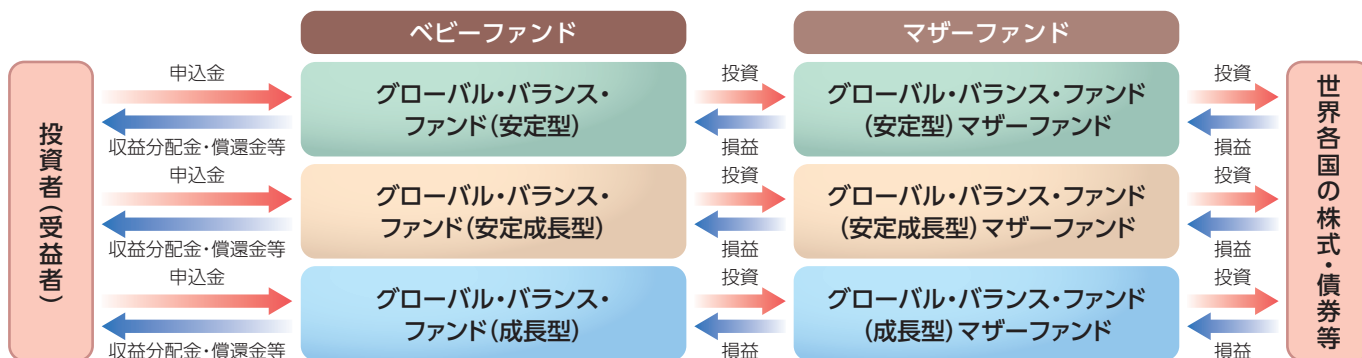 ベビーファンド
マザーファンド
投資者（受益者）
申込金
収益分配金・償還金等
グローバル・バランス・
ファンド（安定型）
投資
損益
グローバル・バランス・ファンド
（安定型）マザーファンド
投資
損益
申込金
収益分配金・償還金等
グローバル・バランス・
ファンド（安定成長型）
投資
損益
グローバル・バランス・ファンド
（安定成長型）マザーファンド
投資
損益
申込金
収益分配金・償還金等
グローバル・バランス・
ファンド（成長型）
投資
損益
グローバル・バランス・ファンド
（成長型）マザーファンド
投資
損益
世界各国の株式・債券等